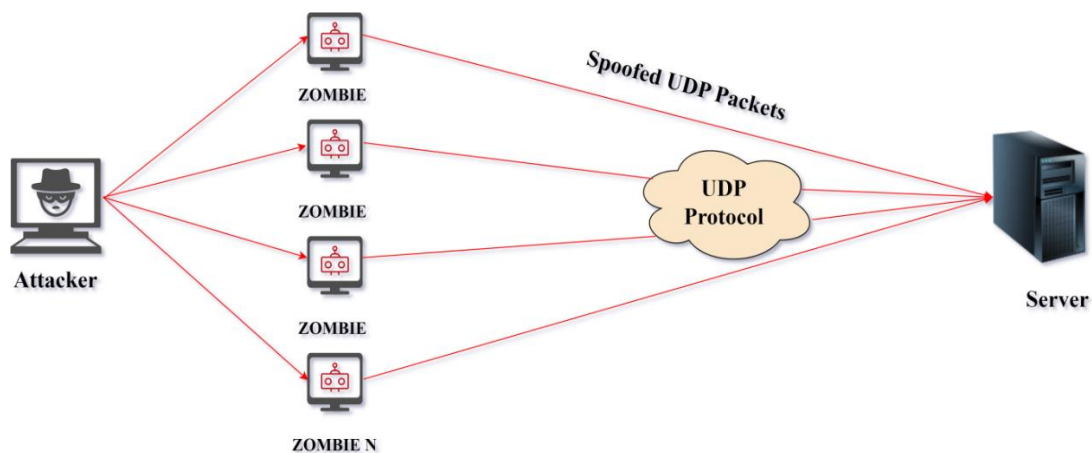 ZOMBIE
Spoofed UDP Packets
ZOMBIE
UDP
Protocol
Attacker
ZOMBIE
Server
ZOMBIE N